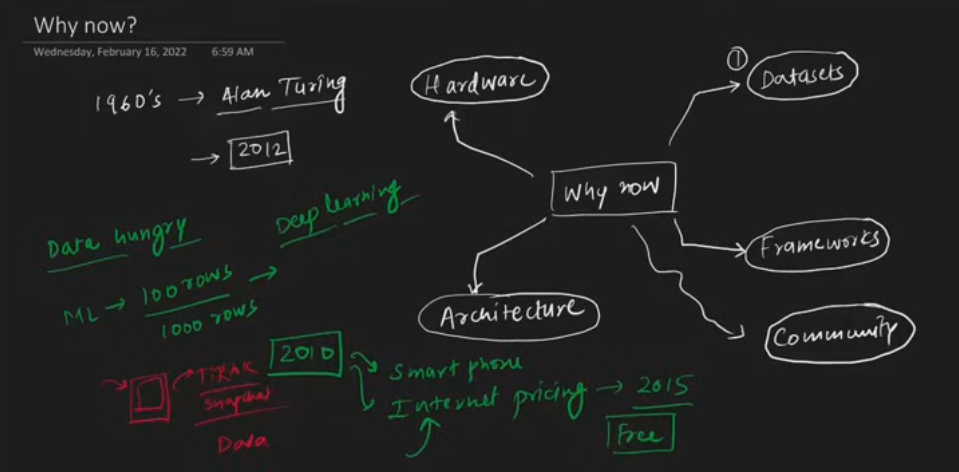 Why now?
Wednesday, February 16, 2022 6:59 AM
1960's → Alan Turing
→ 2012
Hardware
① Datasets
Why now
Frameworks
Community
Architecture
Data hungry
Deep learning
ML → 100 rows →
1000 rows
2010
Smart phone
Internet pricing → 2015
Free
Snapchat
Data